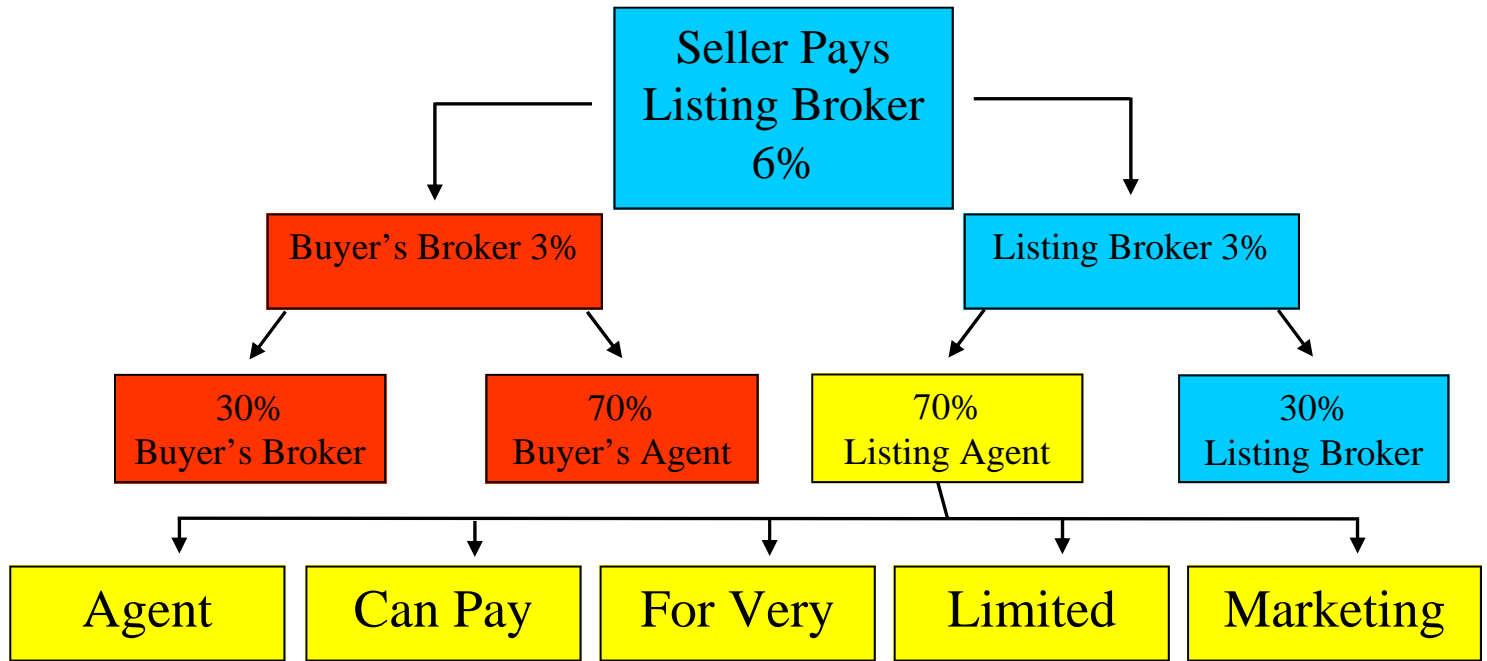 Seller Pays
Listing Broker
6%
Buyer’s Broker 3%
Listing Broker 3%
30%
Buyer’s Broker
70%
Buyer’s Agent
70%
Listing Agent
30%
Listing Broker
Agent
Can Pay
For Very
Limited
Marketing